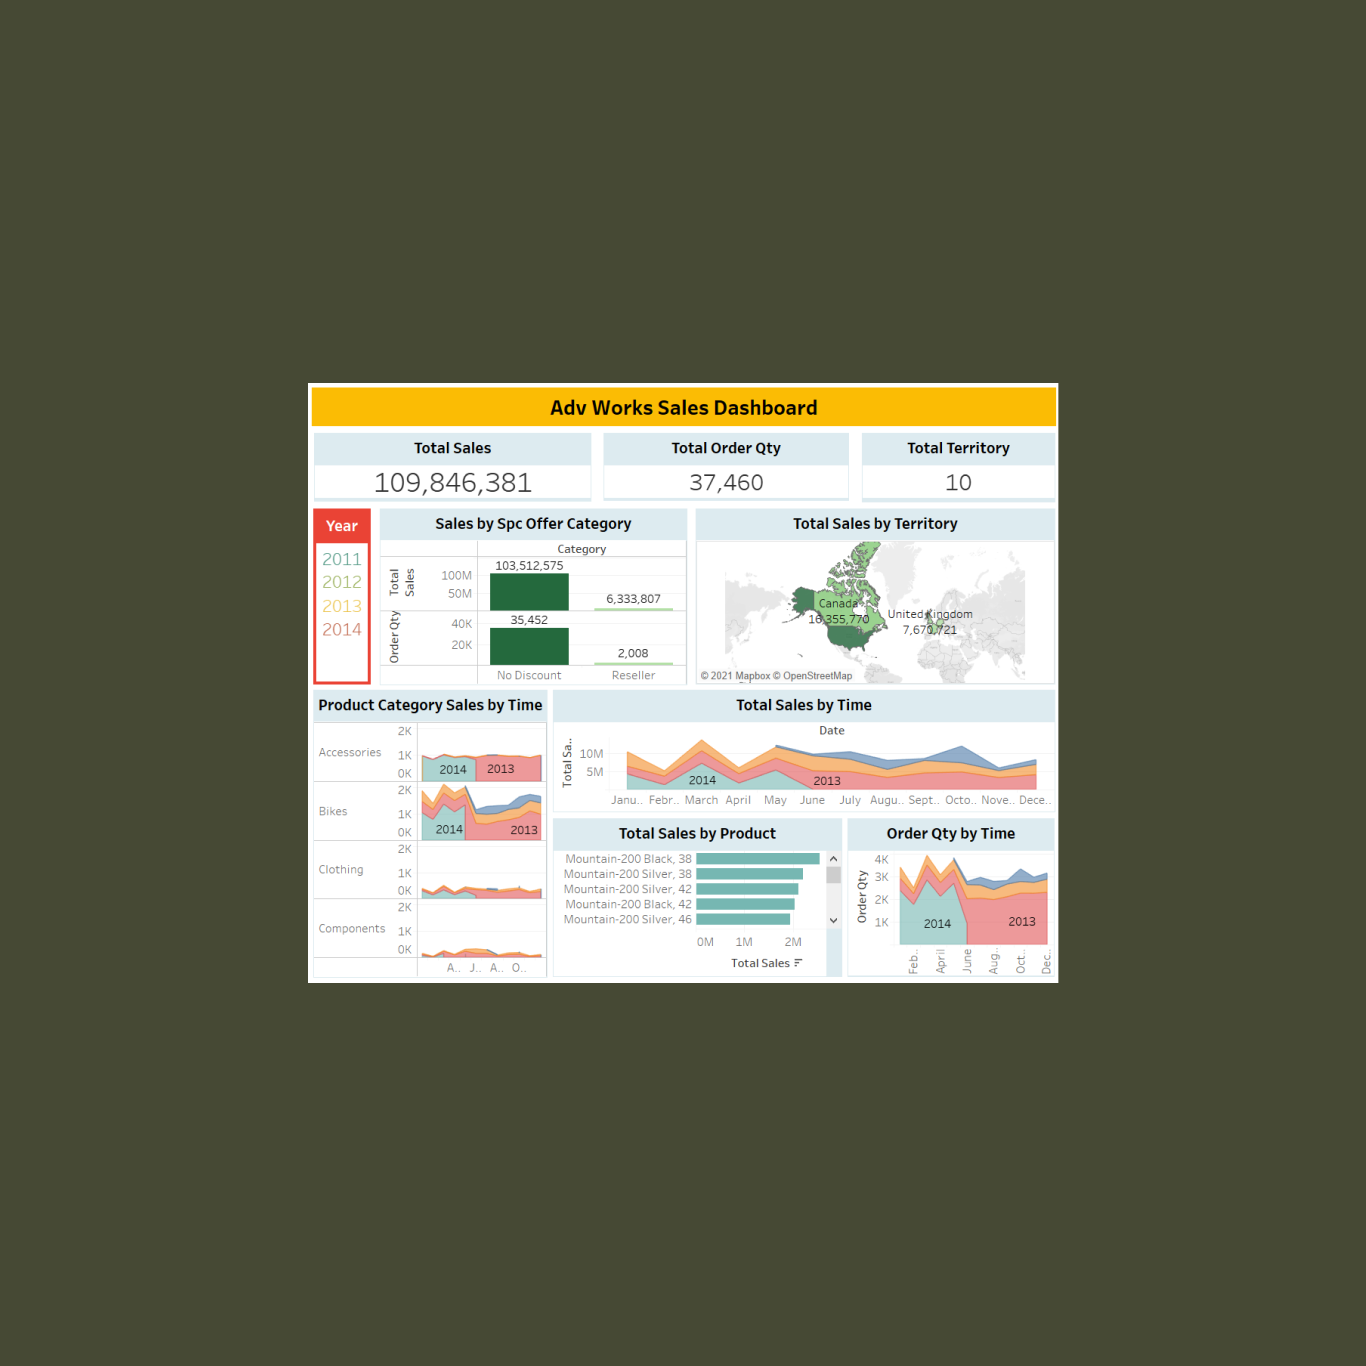 Adv Works Sales Dashboard
Total Sales
109,846,381
Total Order Qty
37,460
Total Territory
10
Year
2011
2012
2013
2014
Sales by Spc Offer Category
Category
Total Sales
100M
50M
103,512,575
6,333,807
Order Qty
40K
20K
35,452
2,008
No Discount
Reseller
Total Sales by Territory
Canada
16,355,770
United Kingdom
7,670,721
© 2021 Mapbox © OpenStreetMap
Product Category Sales by Time
Accessories
2K
1K
0K
2014
2013
Bikes
2K
1K
0K
2014
2013
Clothing
2K
1K
0K
Components
2K
1K
0K
A.. J.. A.. O..
Total Sales by Time
Date
Total Sa..
10M
5M
2014
2013
Janu.. Febr.. March April May June July Augu.. Sept.. Octo.. Nove.. Dece..
Total Sales by Product
Mountain-200 Black, 38
Mountain-200 Silver, 38
Mountain-200 Silver, 42
Mountain-200 Black, 42
Mountain-200 Silver, 46
0M 1M 2M
Total Sales
Order Qty by Time
Order Qty
4K
3K
2K
1K
2014
2013
Feb.. April June Aug.. Oct.. Dec..